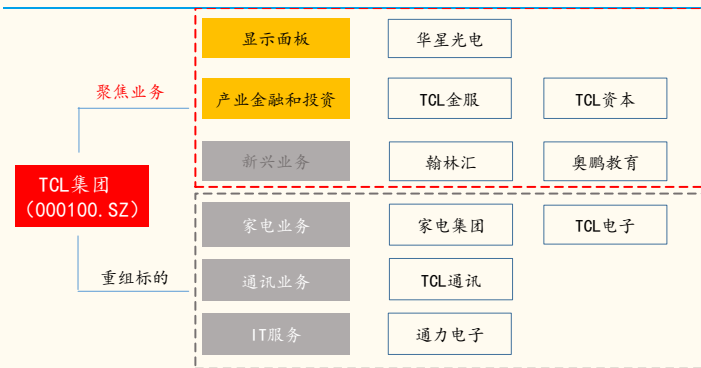 显示面板
华星光电
聚焦业务
产业金融和投资
TCL金服
TCL资本
新兴业务
翰林汇
奥鹏教育
TCL集团
(000100.SZ)
家电业务
家电集团
TCL电子
重组标的
通讯业务
TCL通讯
IT服务
通力电子